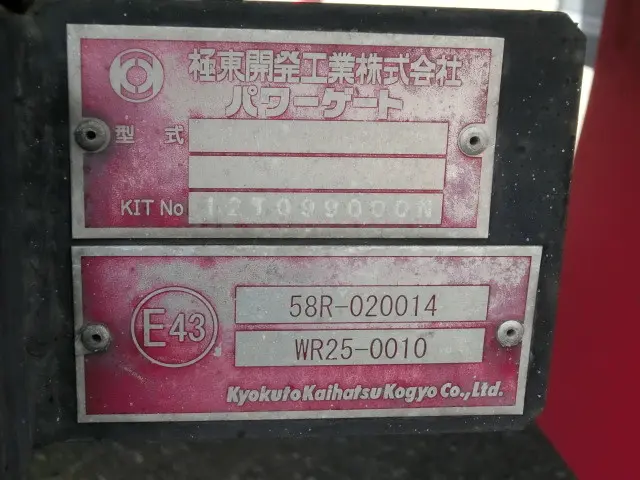 極東開発工業株式会社
パワーゲート
型 式
KIT No
E43
58R-020014
WR25-0010
Kyokuto Kaihatsu Kogyo Co., Ltd.